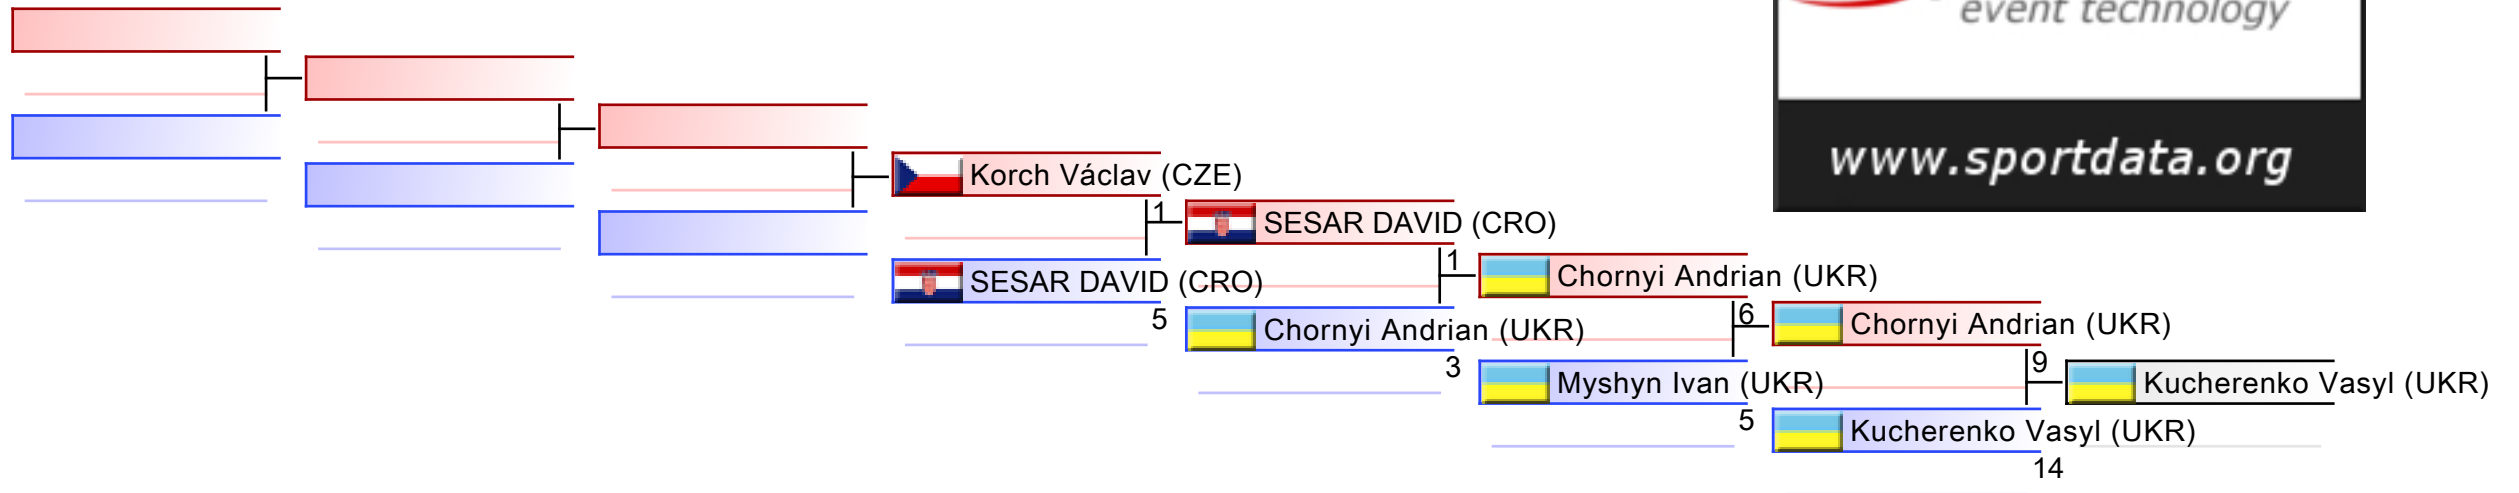 event technology
www.sportdata.org
Korch Václav (CZE)
1
SESAR DAVID (CRO)
SESAR DAVID (CRO)
5
1
Chornyi Andrian (UKR)
Chornyi Andrian (UKR)
3
6
Chornyi Andrian (UKR)
Myshyn Ivan (UKR)
5
9
Kucherenko Vasyl (UKR)
Kucherenko Vasyl (UKR)
14